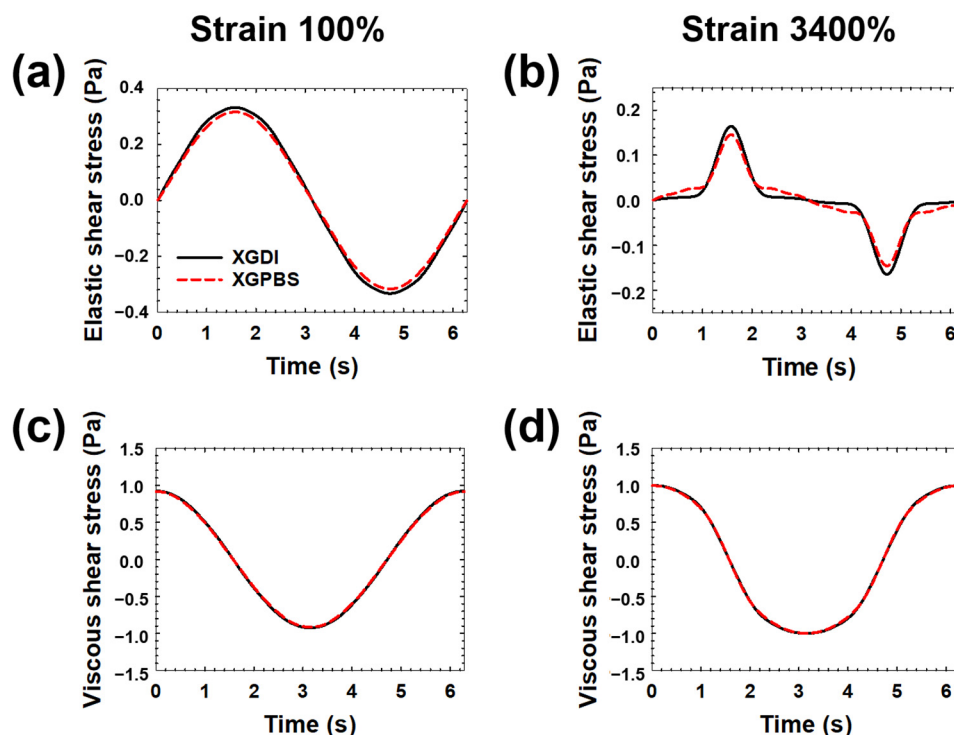 Strain 100%
Strain 3400%
(a)
Elastic shear stress (Pa)
0.4
0.2
0.0
−0.2
−0.4
XGDI
XGPBS
0 1 2 3 4 5 6
Time (s)
(b)
Elastic shear stress (Pa)
0.2
0.1
0.0
−0.1
−0.2
0 1 2 3 4 5 6
Time (s)
(c)
Viscous shear stress (Pa)
1.5
1.0
0.5
0.0
−0.5
−1.0
−1.5
0 1 2 3 4 5 6
Time (s)
(d)
Viscous shear stress (Pa)
1.5
1.0
0.5
0.0
−0.5
−1.0
−1.5
0 1 2 3 4 5 6
Time (s)